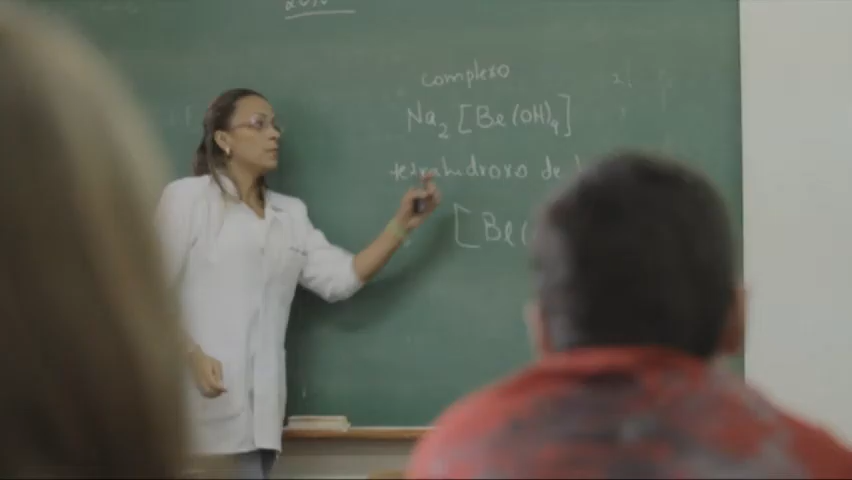 complexo
Na₂[Be(OH)₄]
tetrahidroxo de
[Be(